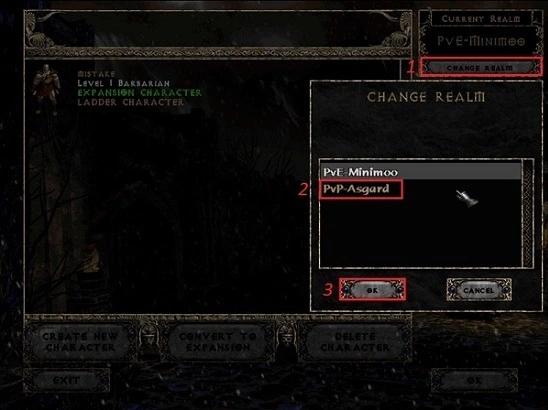 CURRENT REALM
PVE-MINIMOO
1 CHANGE REALM
MISTAKE
LEVEL 1 BARBARIAN
EXPANSION CHARACTER
LADDER CHARACTER
CHANGE REALM
PvE-Minimoo
2 PvP-Asgard
3 OK
CANCEL
CREATE NEW CHARACTER
CONVERT TO EXPANSION
DELETE CHARACTER
EXIT
OK